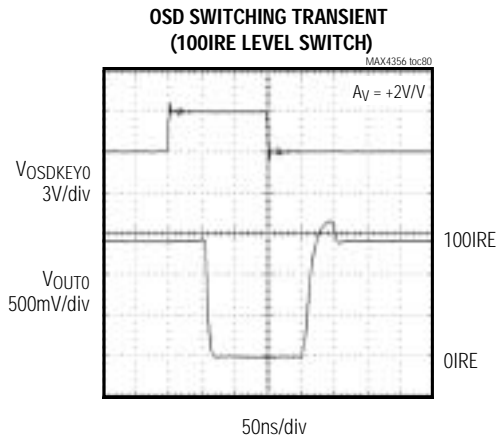 OSD SWITCHING TRANSIENT
(100IRE LEVEL SWITCH)
MAX4356 toc80
AV = +2V/V
VOSDKEY0
3V/div
100IRE
VOUT0
500mV/div
0IRE
50ns/div